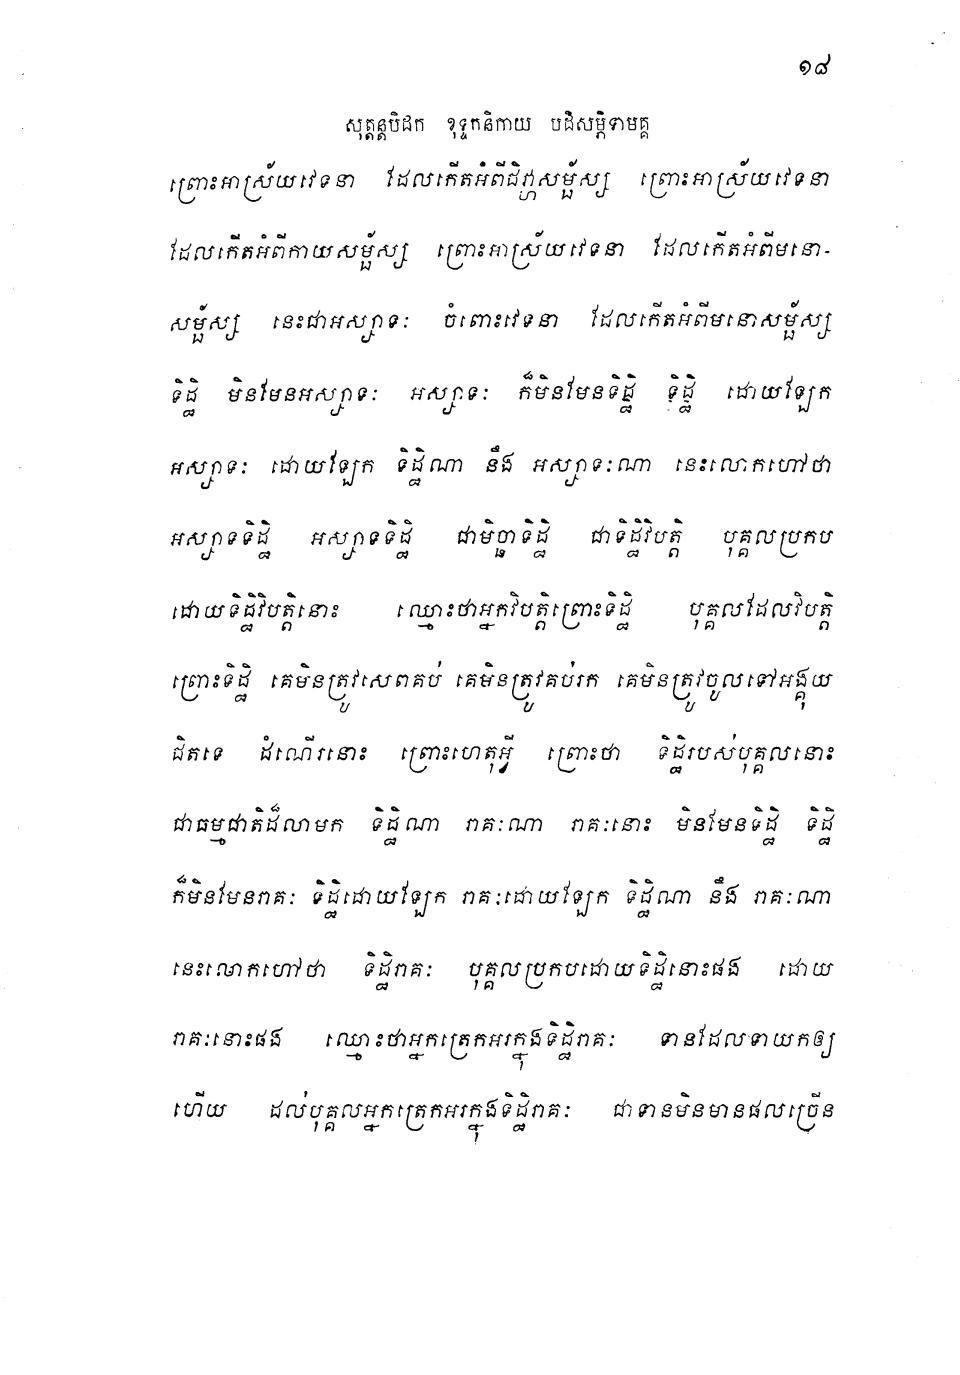 ១៨
សុត្តន្តបិដក ខុទ្ទកនិកាយ បដិសម្ភិទាមគ្គ
ព្រោះអាស្រ័យវេទនា ដែលកើតអំពីជិវ្ហាសម្ផ័ស្ស ព្រោះអាស្រ័យវេទនា
ដែលកើតអំពីកាយសម្ផ័ស្ស ព្រោះអាស្រ័យវេទនា ដែលកើតអំពីមនោ-
សម្ផ័ស្ស នេះជាអស្សាទៈ ចំពោះវេទនា ដែលកើតអំពីមនោសម្ផ័ស្ស
ទិដ្ឋិ មិនមែនអស្សាទៈ អស្សាទៈ ក៏មិនមែនទិដ្ឋិ ទិដ្ឋិ ដោយឡែក
អស្សាទៈ ដោយឡែក ទិដ្ឋិណា នឹង អស្សាទៈណា នេះលោកហៅថា
អស្សាទទិដ្ឋិ អស្សាទទិដ្ឋិ ជាមិច្ឆាទិដ្ឋិ ជាទិដ្ឋិវិបត្តិ បុគ្គលប្រកប
ដោយទិដ្ឋិវិបត្តិនោះ ឈ្មោះថាអ្នកវិបត្តិព្រោះទិដ្ឋិ បុគ្គលដែលវិបត្តិ
ព្រោះទិដ្ឋិ គេមិនត្រូវសេពគប់ គេមិនត្រូវគប់រក គេមិនត្រូវចូលទៅអង្គុយ
ជិតទេ ដំណើរនោះ ព្រោះហេតុអ្វី ព្រោះថា ទិដ្ឋិរបស់បុគ្គលនោះ
ជាធម្មជាតិដ៏លាមក ទិដ្ឋិណា រាគៈណា រាគៈនោះ មិនមែនទិដ្ឋិ ទិដ្ឋិ
ក៏មិនមែនរាគៈ ទិដ្ឋិដោយឡែក រាគៈដោយឡែក ទិដ្ឋិណា នឹង រាគៈណា
នេះលោកហៅថា ទិដ្ឋិរាគៈ បុគ្គលប្រកបដោយទិដ្ឋិនោះផង ដោយ
រាគៈនោះផង ឈ្មោះថាអ្នកត្រេកអរក្នុងទិដ្ឋិរាគៈ ទានដែលទាយកឲ្យ
ហើយ ដល់បុគ្គលអ្នកត្រេកអរក្នុងទិដ្ឋិរាគៈ ជាទានមិនមានផលច្រើន